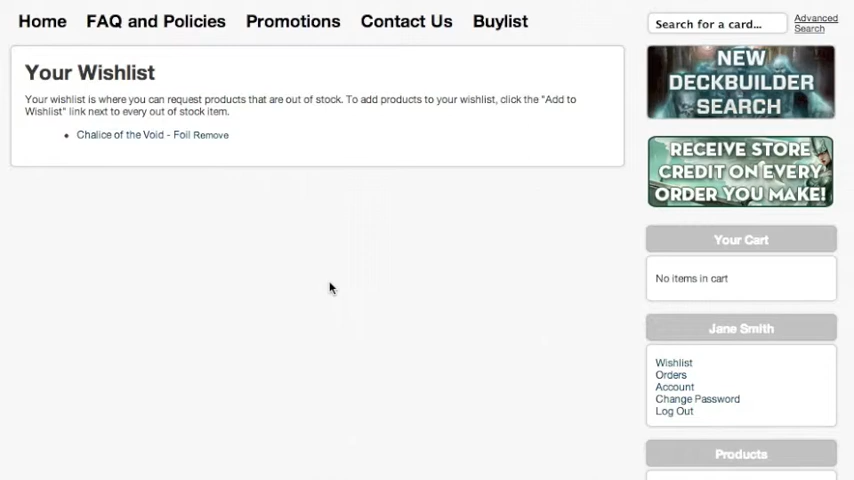 Home FAQ and Policies Promotions Contact Us Buylist
Search for a card...
Advanced
Search
Your Wishlist
Your wishlist is where you can request products that are out of stock. To add products to your wishlist, click the "Add to
Wishlist" link next to every out of stock item.
• Chalice of the Void - Foil Remove
NEW
DECKBUILDER
SEARCH
RECEIVE STORE
CREDIT ON EVERY
ORDER YOU MAKE!
Your Cart
No items in cart
Jane Smith
Wishlist
Orders
Account
Change Password
Log Out
Products